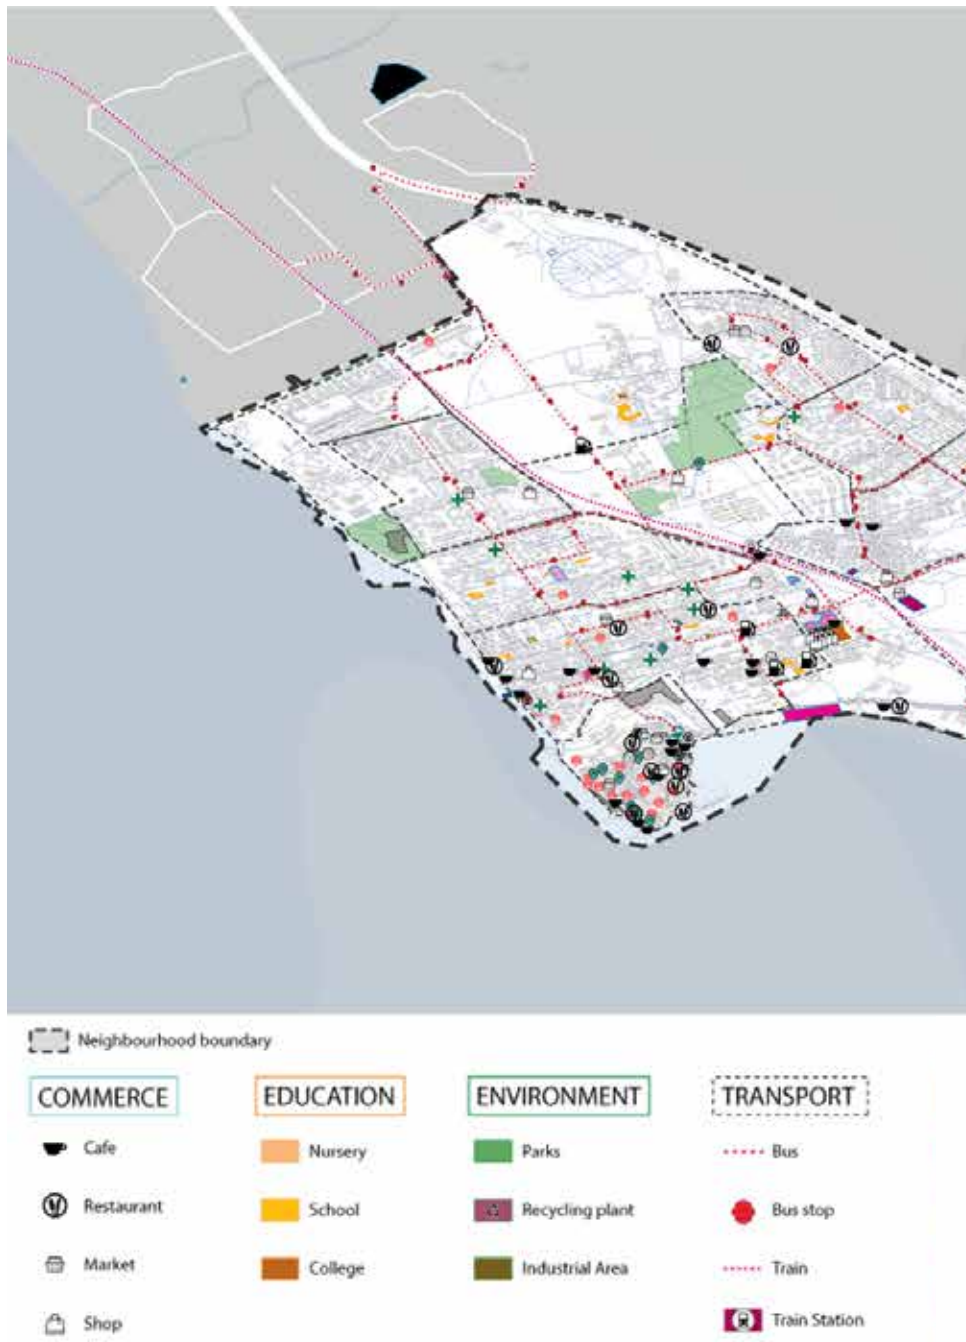 Neighbourhood boundary
COMMERCE
Cafe
Restaurant
Market
Shop
EDUCATION
Nursery
School
College
ENVIRONMENT
Parks
Recycling plant
Industrial Area
TRANSPORT
Bus
Bus stop
Train
Train Station